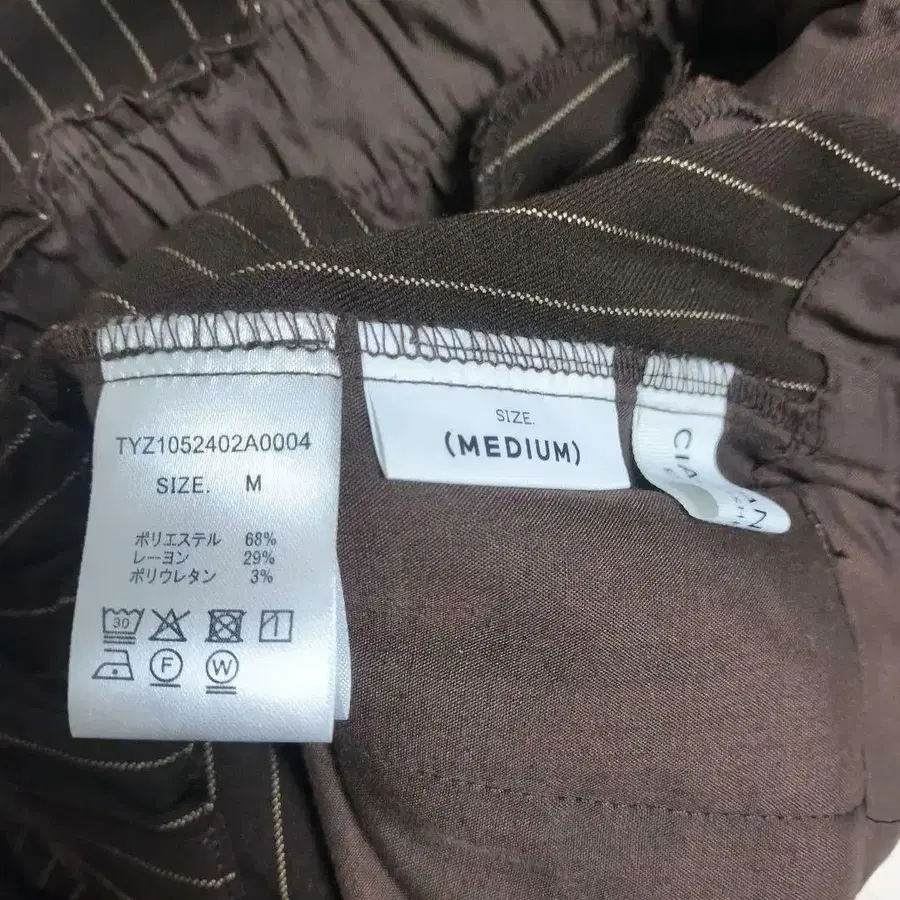 TYZ1052402A0004
SIZE. M
ポリエステル 68%
レーヨン 29%
ポリウレタン 3%
30
F
W
SIZE.
(MEDIUM)